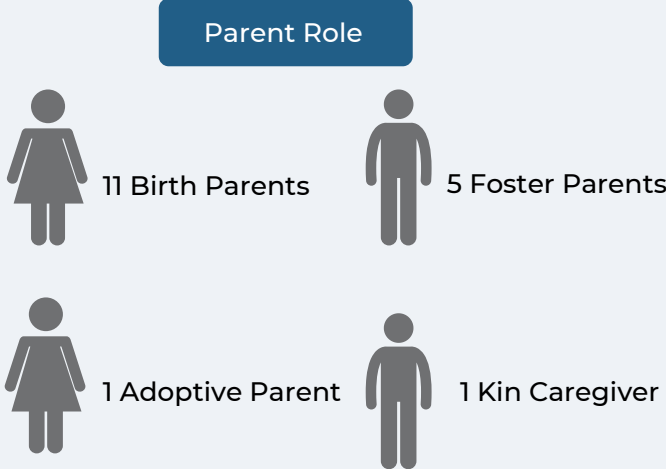 Parent Role
11 Birth Parents
5 Foster Parents
1 Adoptive Parent
1 Kin Caregiver